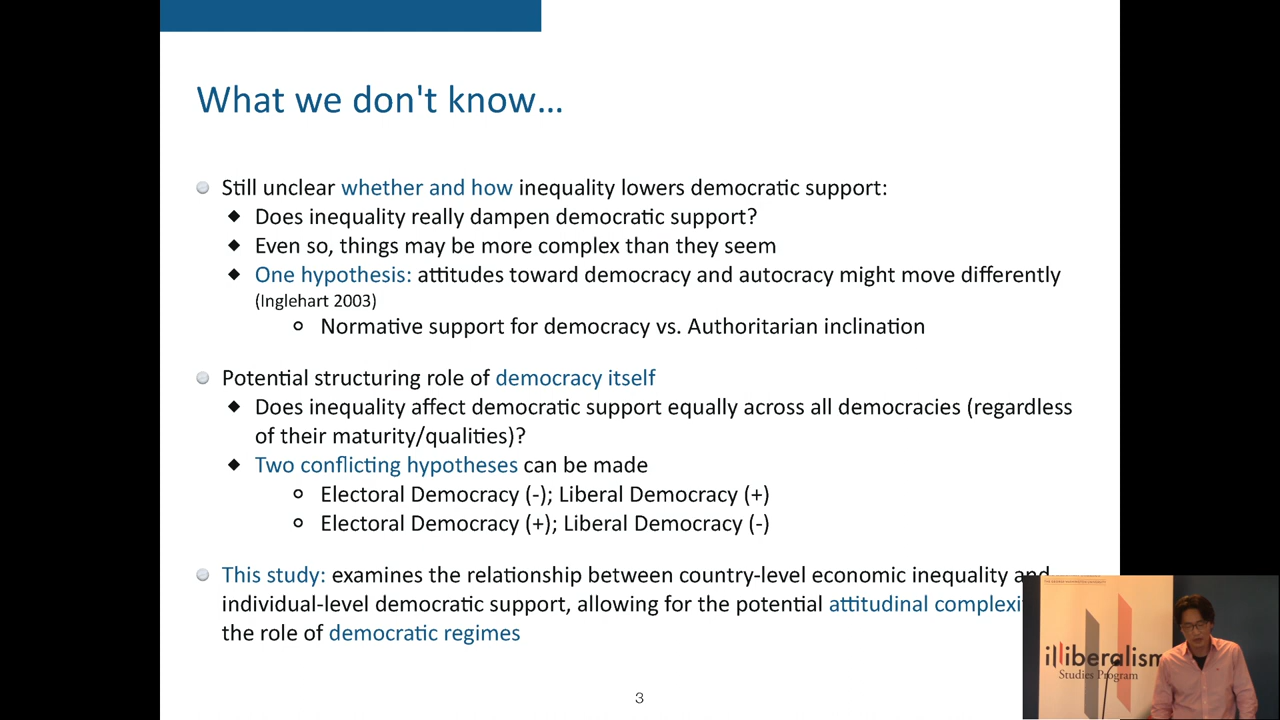 What we don't know...
Still unclear whether and how inequality lowers democratic support:
Does inequality really dampen democratic support?
Even so, things may be more complex than they seem
One hypothesis: attitudes toward democracy and autocracy might move differently
(Inglehart 2003)
Normative support for democracy vs. Authoritarian inclination
Potential structuring role of democracy itself
Does inequality affect democratic support equally across all democracies (regardless
of their maturity/qualities)?
Two conflicting hypotheses can be made
Electoral Democracy (-); Liberal Democracy (+)
Electoral Democracy (+); Liberal Democracy (-)
This study: examines the relationship between country-level economic inequality and
individual-level democratic support, allowing for the potential attitudinal
the role of democratic regimes
3
illiberalism
Studies Program